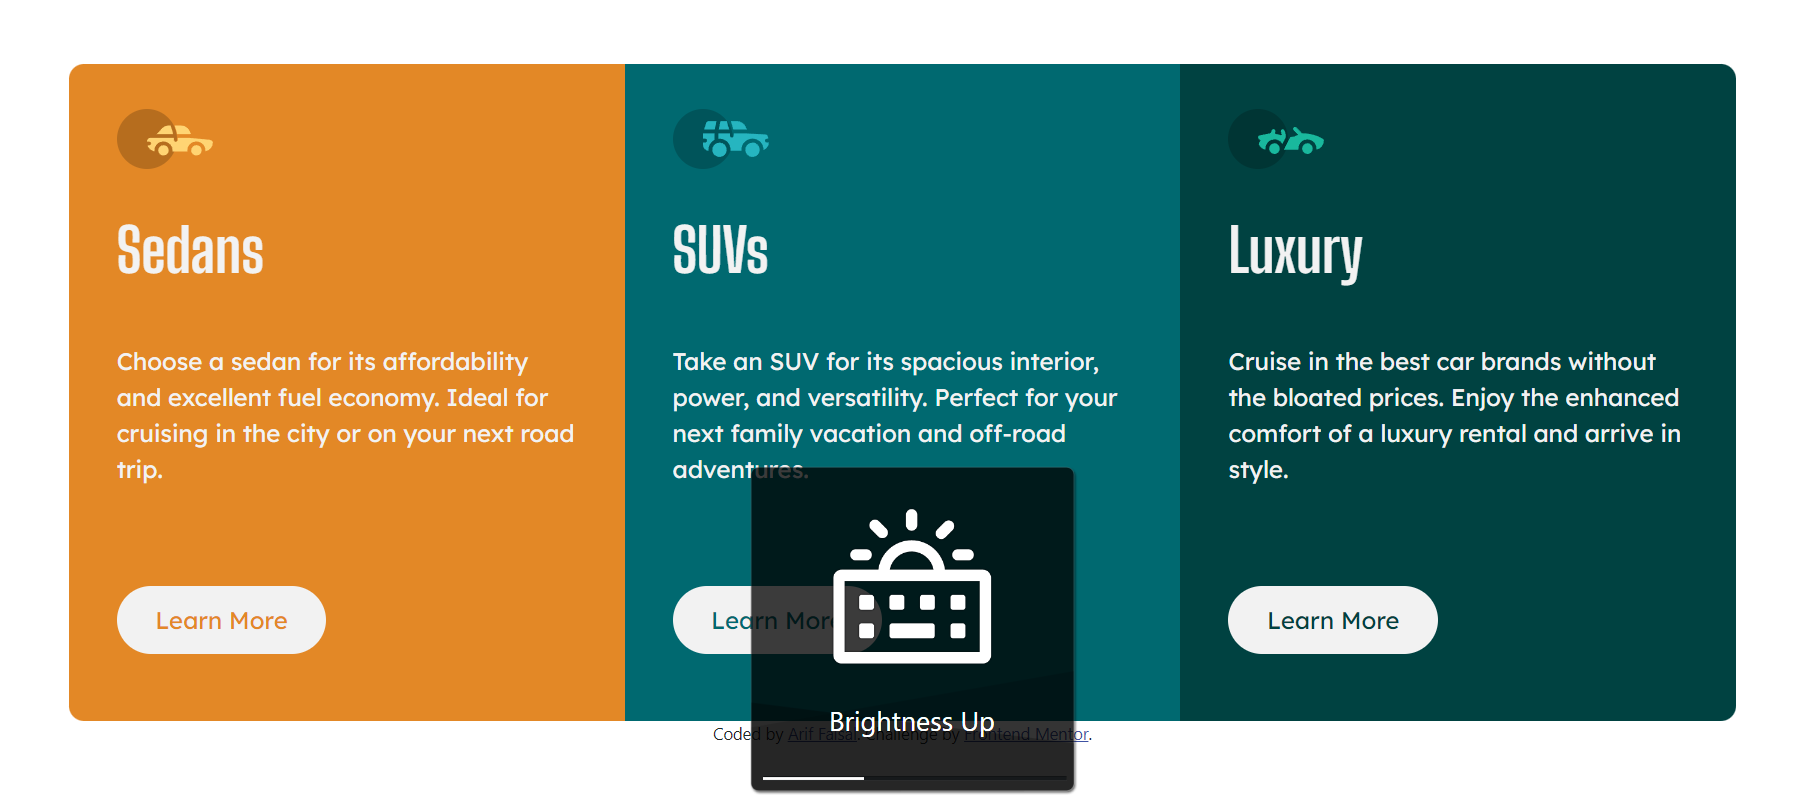 Sedans
Choose a sedan for its affordability
and excellent fuel economy. Ideal for
cruising in the city or on your next road
trip.
Learn More
SUVs
Take an SUV for its spacious interior,
power, and versatility. Perfect for your
next family vacation and off-road
adventures.
Learn More
Luxury
Cruise in the best car brands without
the bloated prices. Enjoy the enhanced
comfort of a luxury rental and arrive in
style.
Learn More
Brightness Up
Coded by Arif Faisal. challenge by Frontend Mentor.